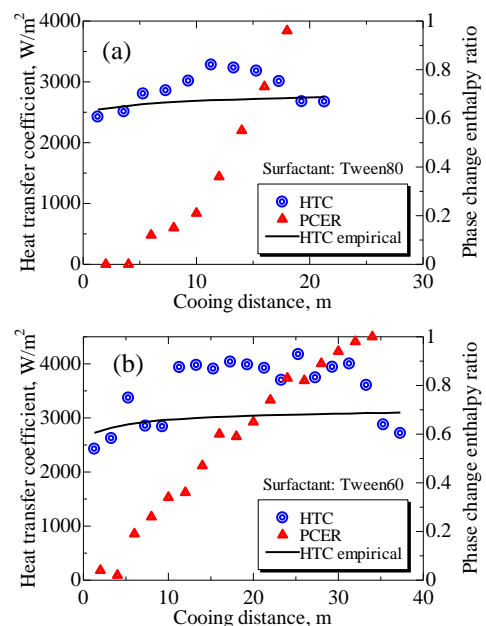 (a)
Heat transfer coefficient, W/m²
Phase change enthalpy ratio
4000
3000
2000
1000
0
1
0.8
0.6
0.4
0.2
0
Surfactant: Tween80
HTC
PCER
HTC empirical
0 10 20 30
Cooing distance, m
(b)
Heat transfer coefficient, W/m²
Phase change enthalpy ratio
4000
3000
2000
1000
0
1
0.8
0.6
0.4
0.2
0
Surfactant: Tween60
HTC
PCER
HTC empirical
0 10 20 30 40
Cooing distance, m